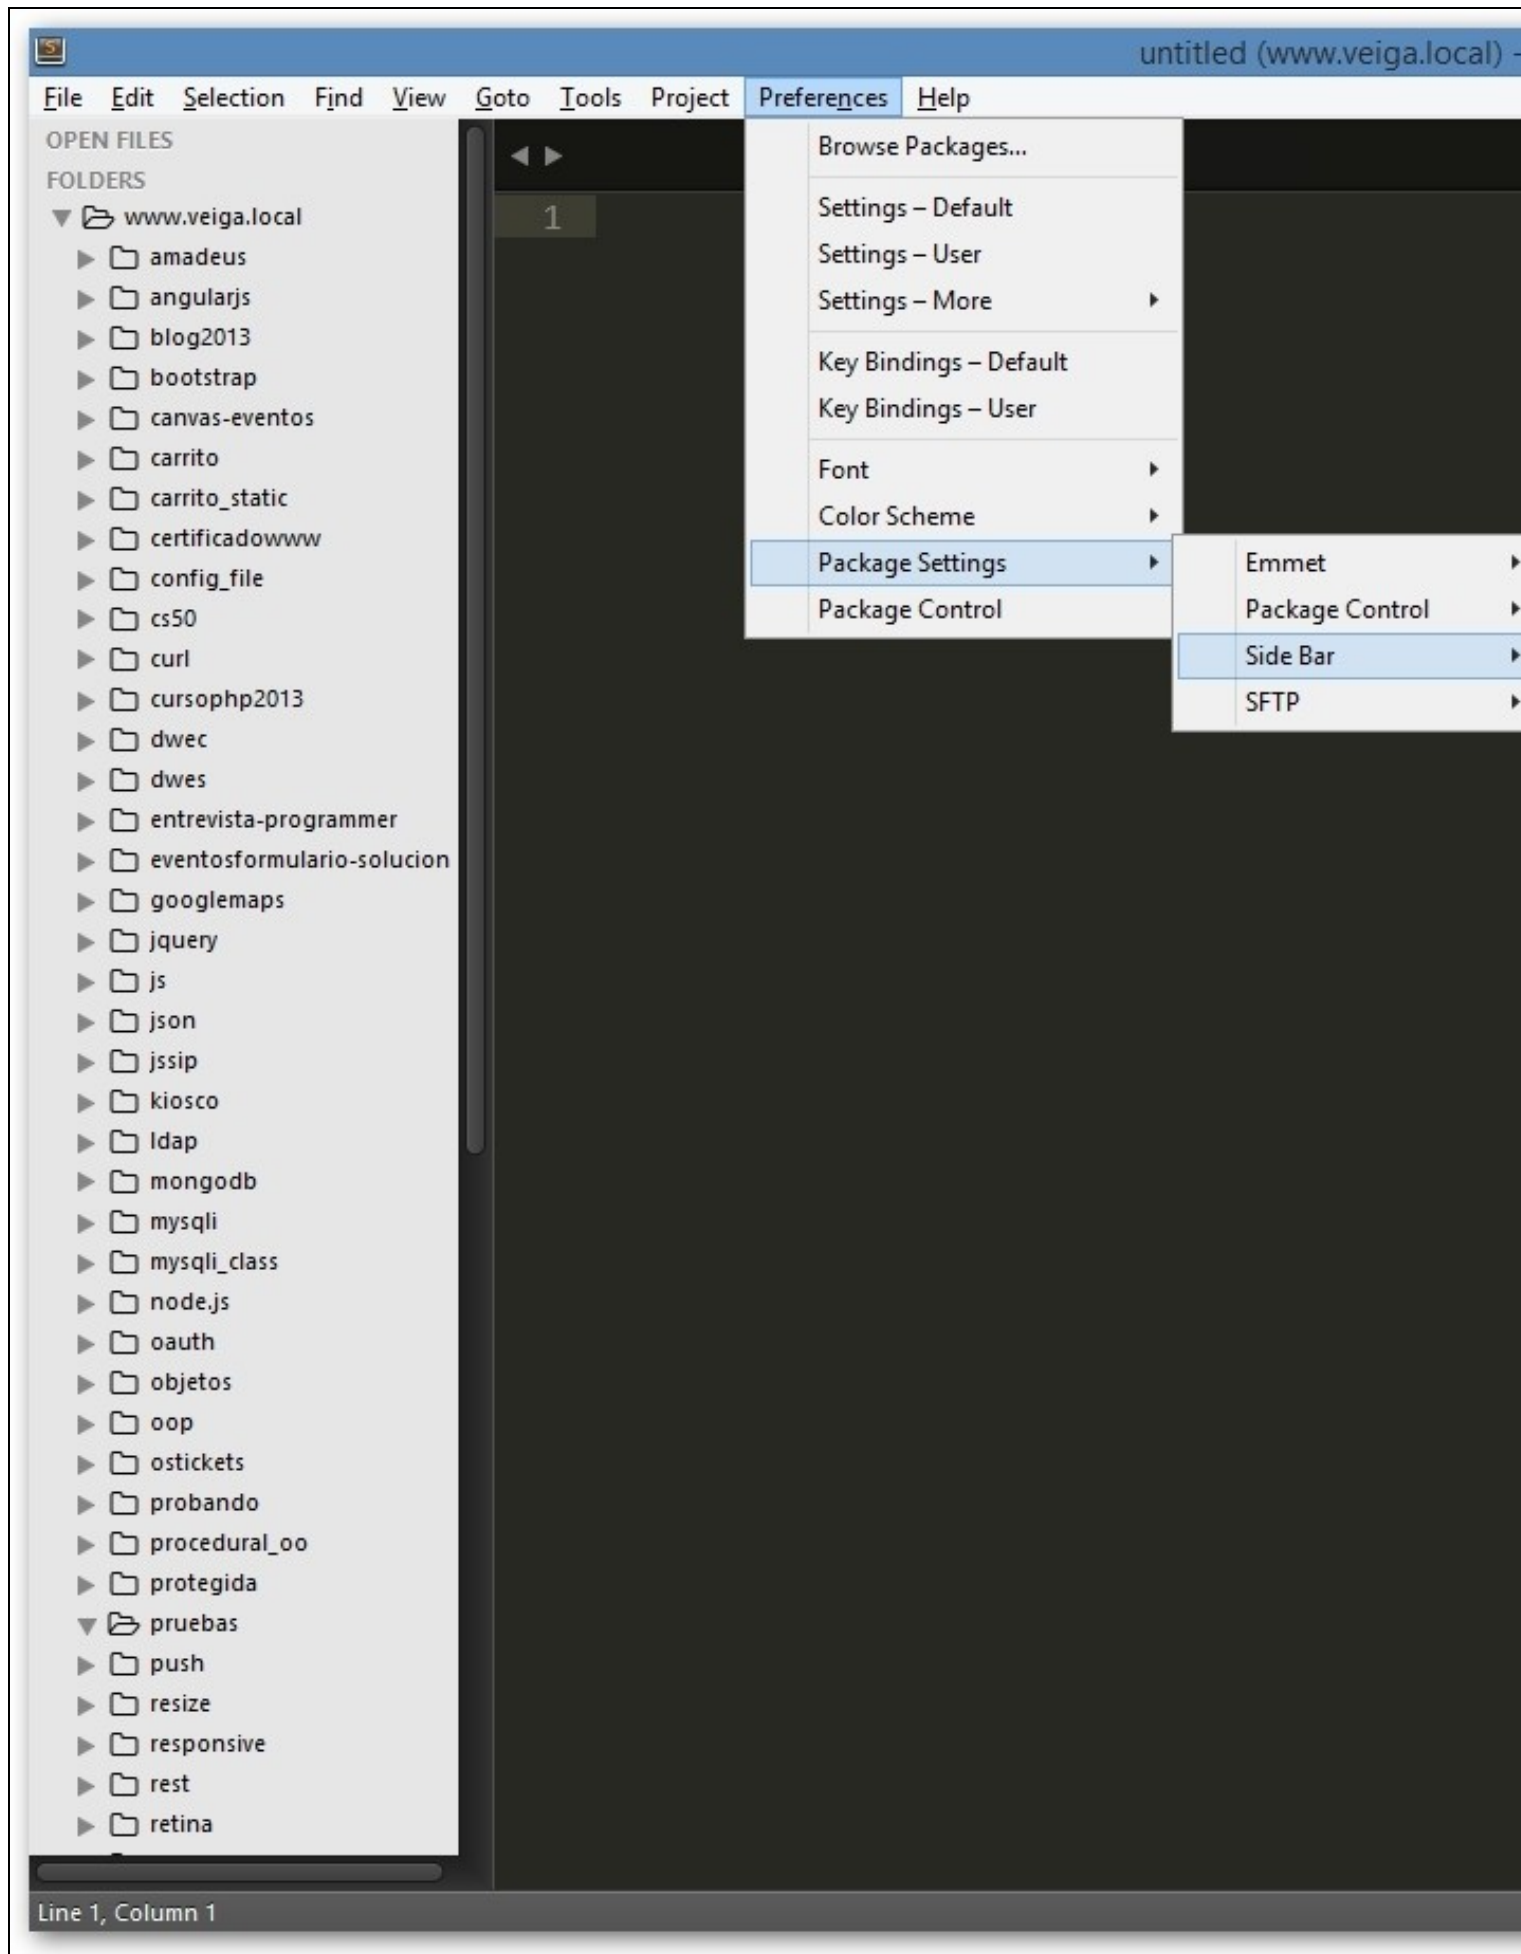 untitled (www.veiga.local) -
File Edit Selection Find View Goto Tools Project Preferences Help
OPEN FILES
FOLDERS
www.veiga.local
amadeus
angularjs
blog2013
bootstrap
canvas-eventos
carrito
carrito_static
certificadowww
config_file
cs50
curl
cursophp2013
dwec
dwes
entrevista-programmer
eventosformulario-solucion
googlemaps
jquery
js
json
jssip
kiosco
ldap
mongodb
mysqli
mysqli_class
node.js
oauth
objetos
oop
ostickets
probando
procedural_oo
protegida
pruebas
push
resize
responsive
rest
retina
1
Browse Packages...
Settings – Default
Settings – User
Settings – More
Key Bindings – Default
Key Bindings – User
Font
Color Scheme
Package Settings
Package Control
Emmet
Package Control
Side Bar
SFTP
Line 1, Column 1